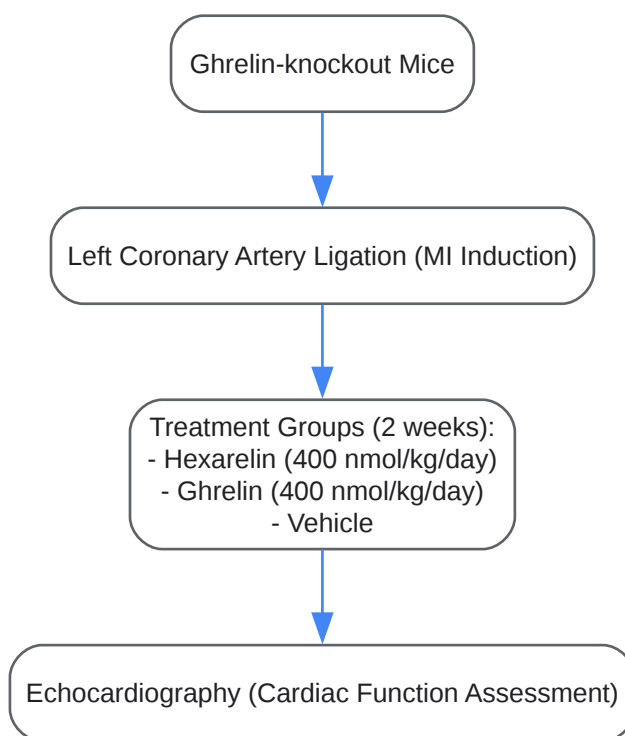 Ghrelin-knockout Mice
Left Coronary Artery Ligation (MI Induction)
Treatment Groups (2 weeks):
- Hexarelin (400 nmol/kg/day)
- Ghrelin (400 nmol/kg/day)
- Vehicle
Echocardiography (Cardiac Function Assessment)